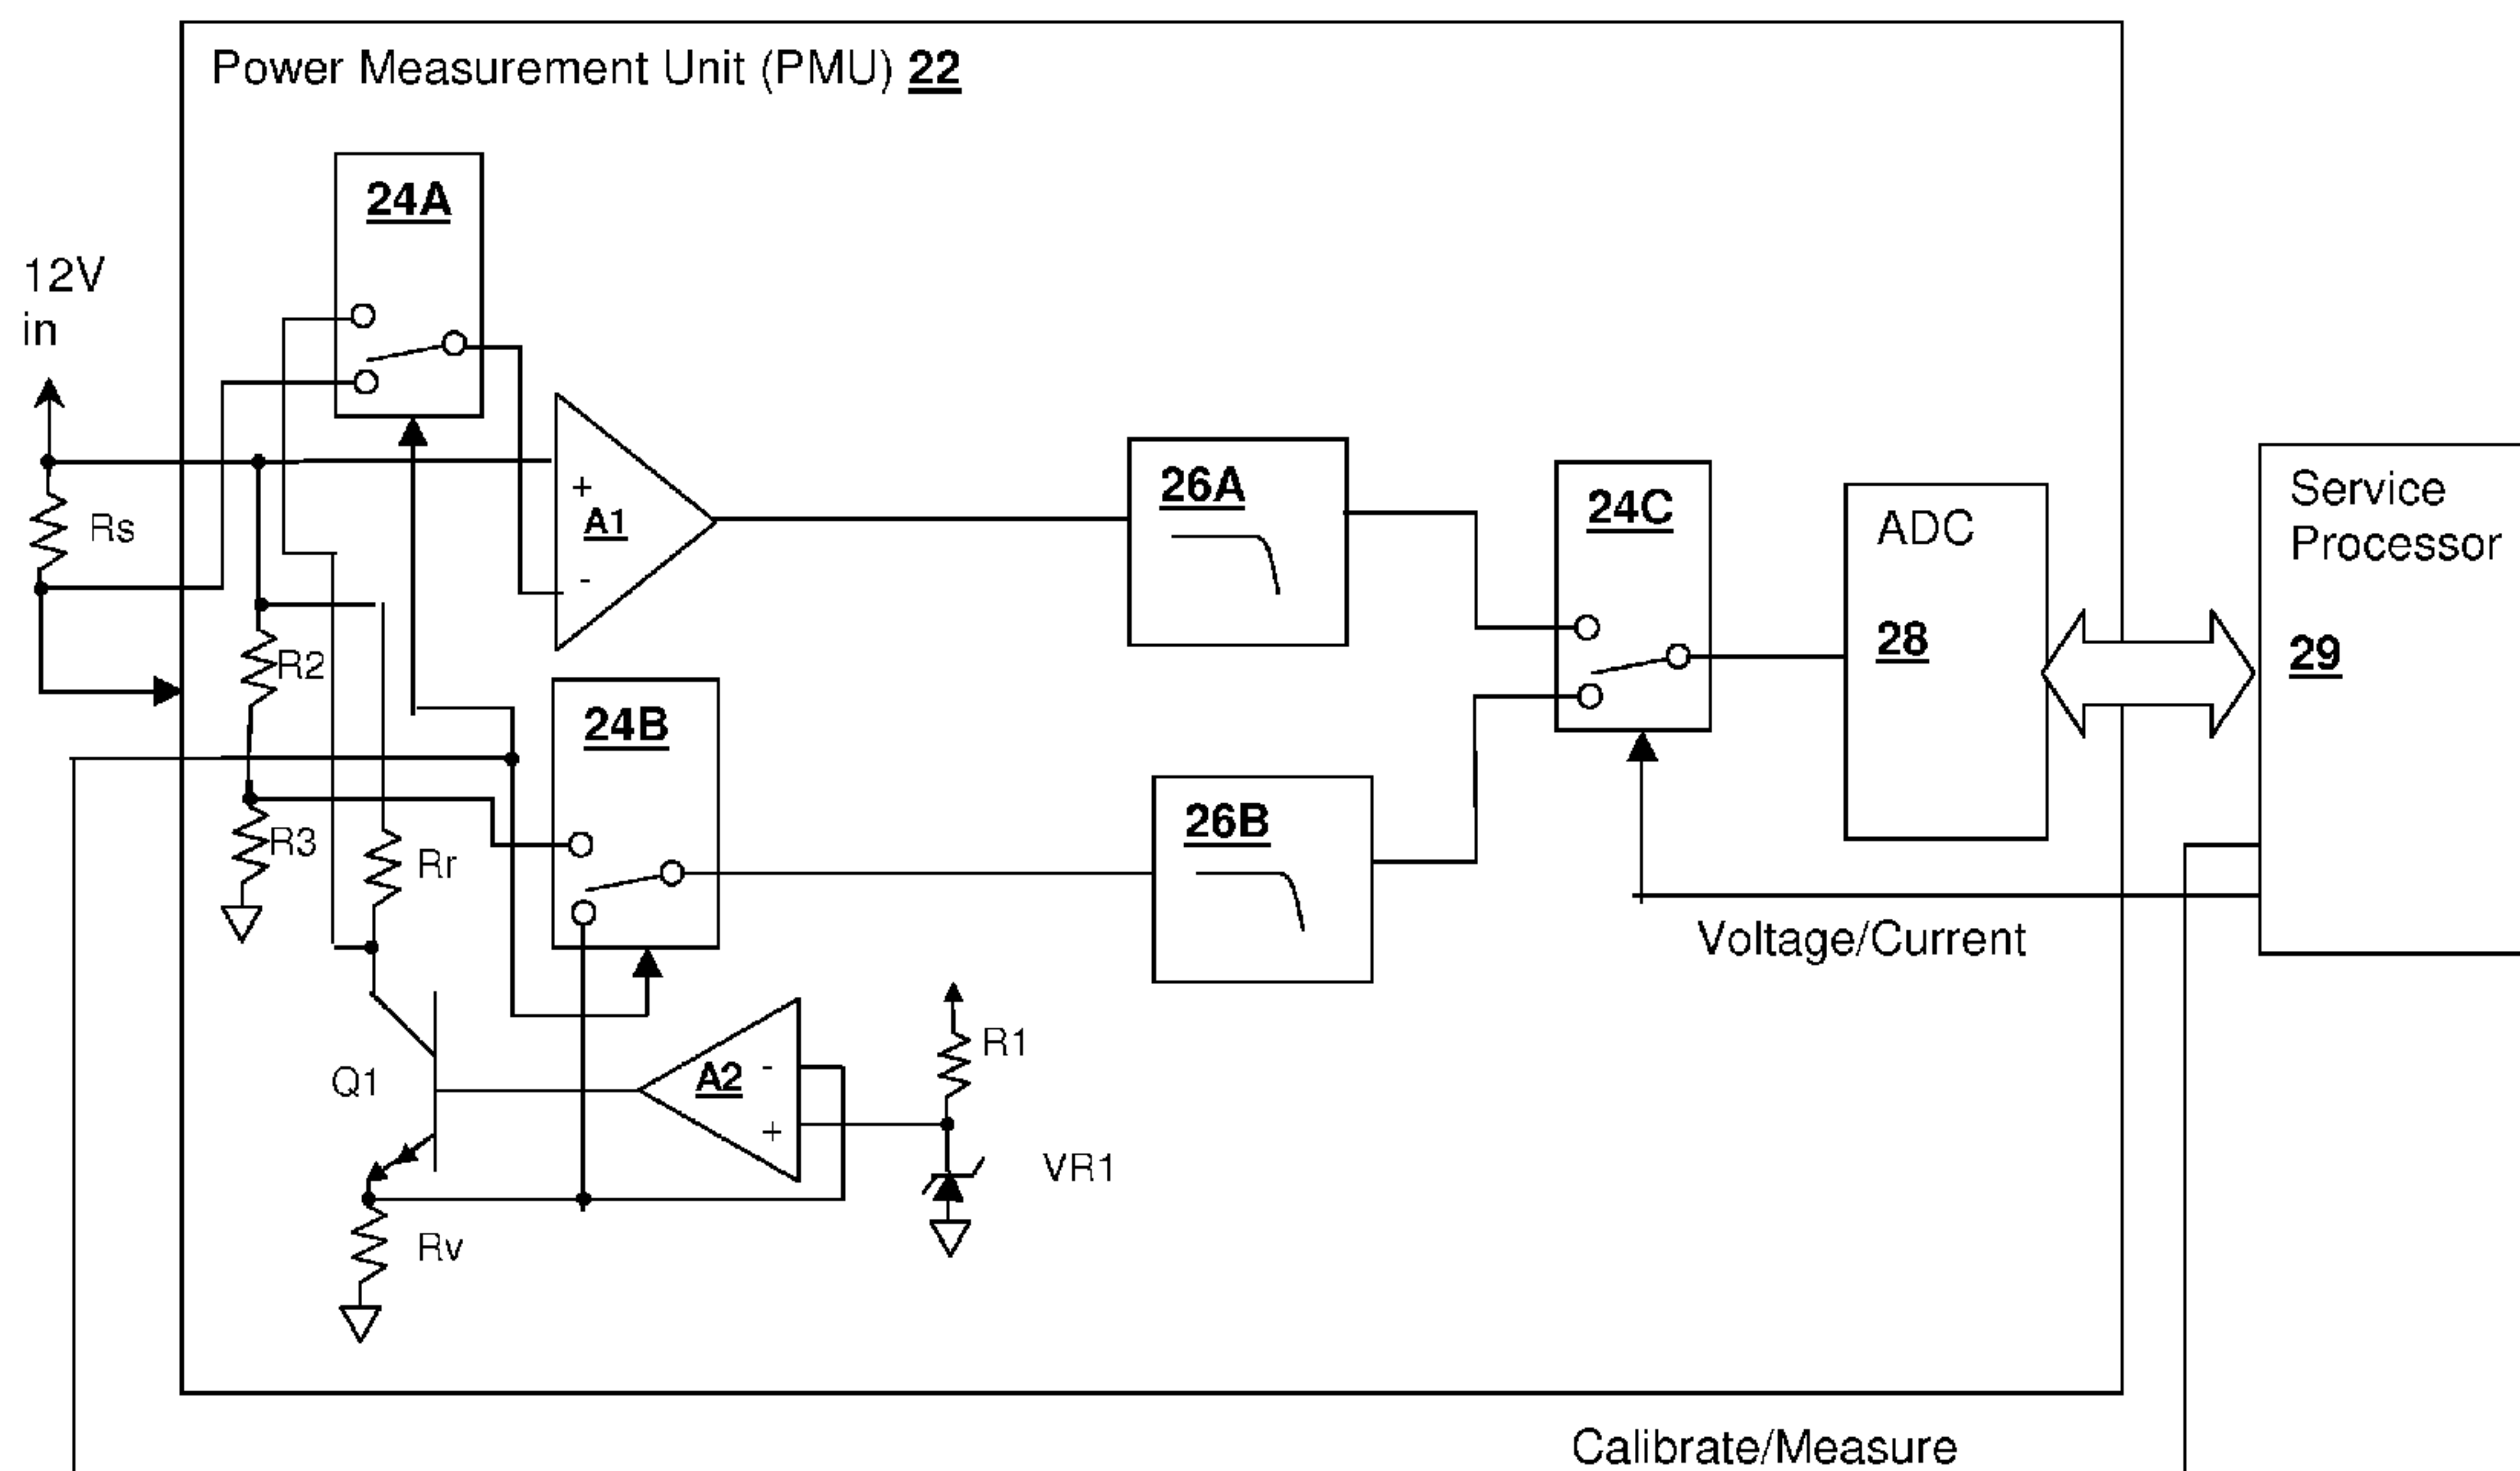 Power Measurement Unit (PMU) 22
24A
12V
in
+
A1
-
Rs
26A
24C
ADC
28
Service
Processor
29
R2
24B
26B
R3
Rr
Voltage/Current
Q1
A2
-
+
R1
VR1
Rv
Calibrate/Measure